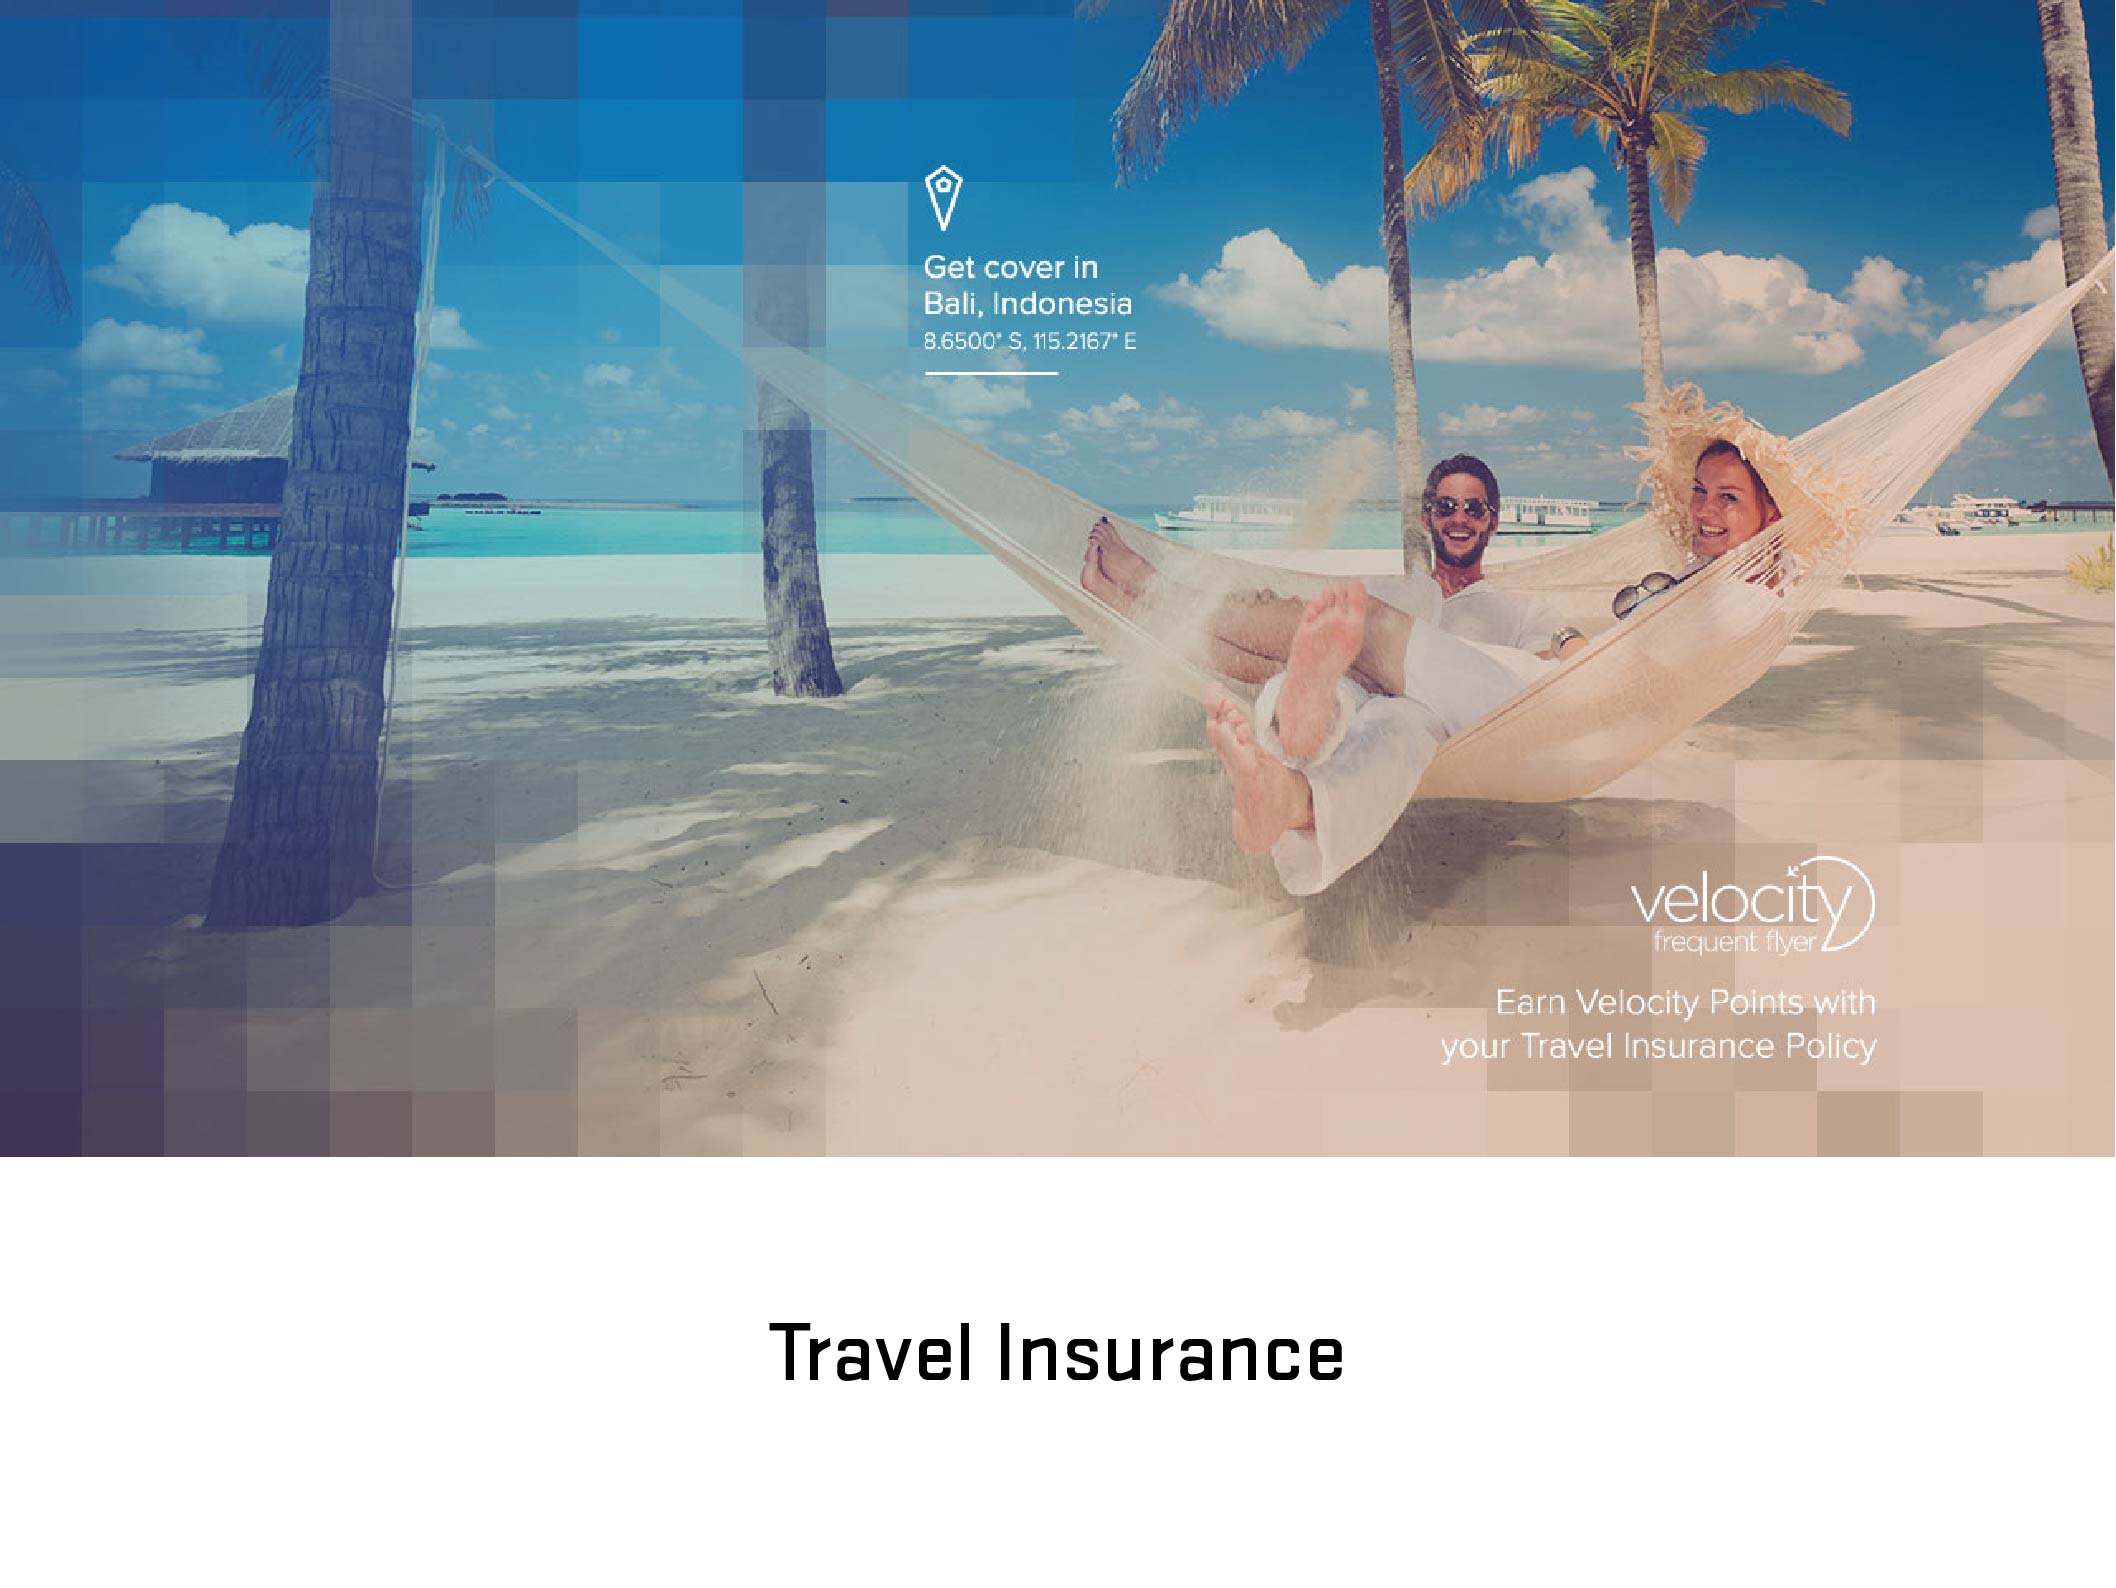 Get cover in
Bali, Indonesia
8.6500° S, 115.2167° E
velocity
frequent flyer
Earn Velocity Points with
your Travel Insurance Policy
Travel Insurance